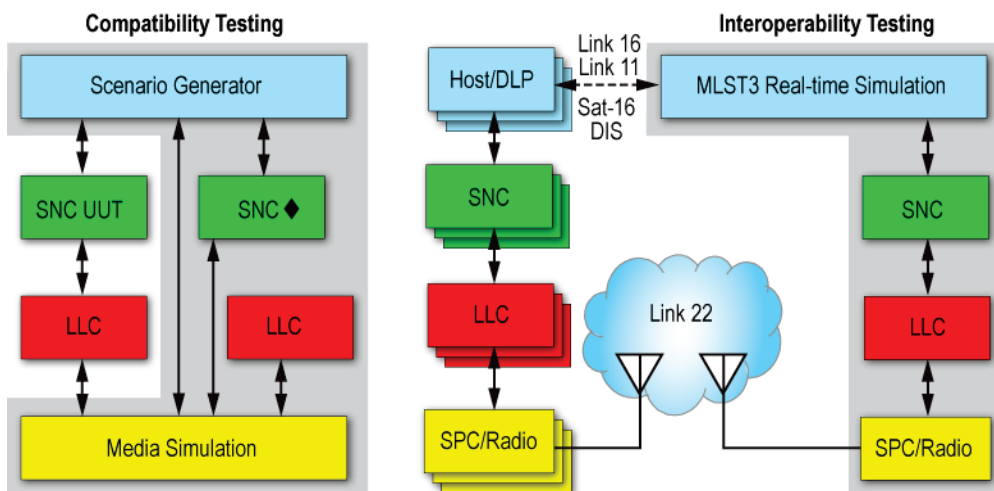 Compatibility Testing
Scenario Generator
SNC UUT
SNC ♦
LLC
LLC
Media Simulation
Host/DLP
SNC
LLC
SPC/Radio
Link 16
Link 11
Sat-16
DIS
Link 22
Interoperability Testing
MLST3 Real-time Simulation
SNC
LLC
SPC/Radio